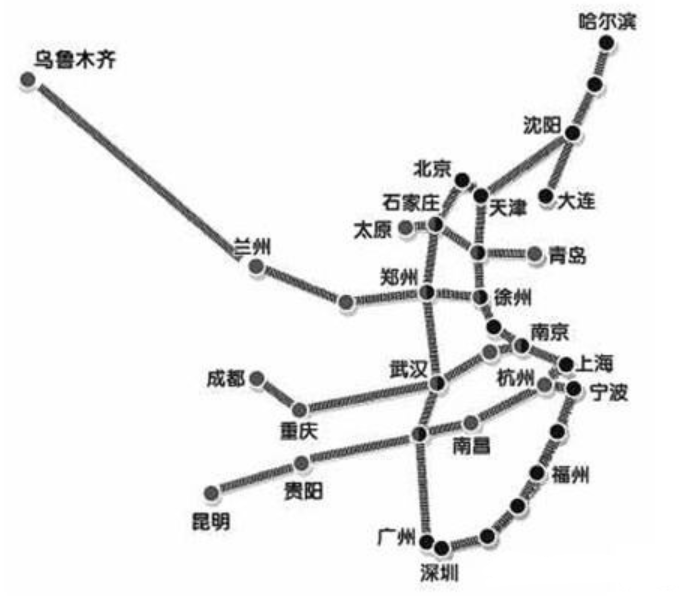 哈尔滨
乌鲁木齐
沈阳
北京
石家庄
天津
大连
太原
兰州
青岛
郑州
徐州
南京
武汉
上海
成都
杭州
宁波
重庆
南昌
福州
贵阳
昆明
广州
深圳